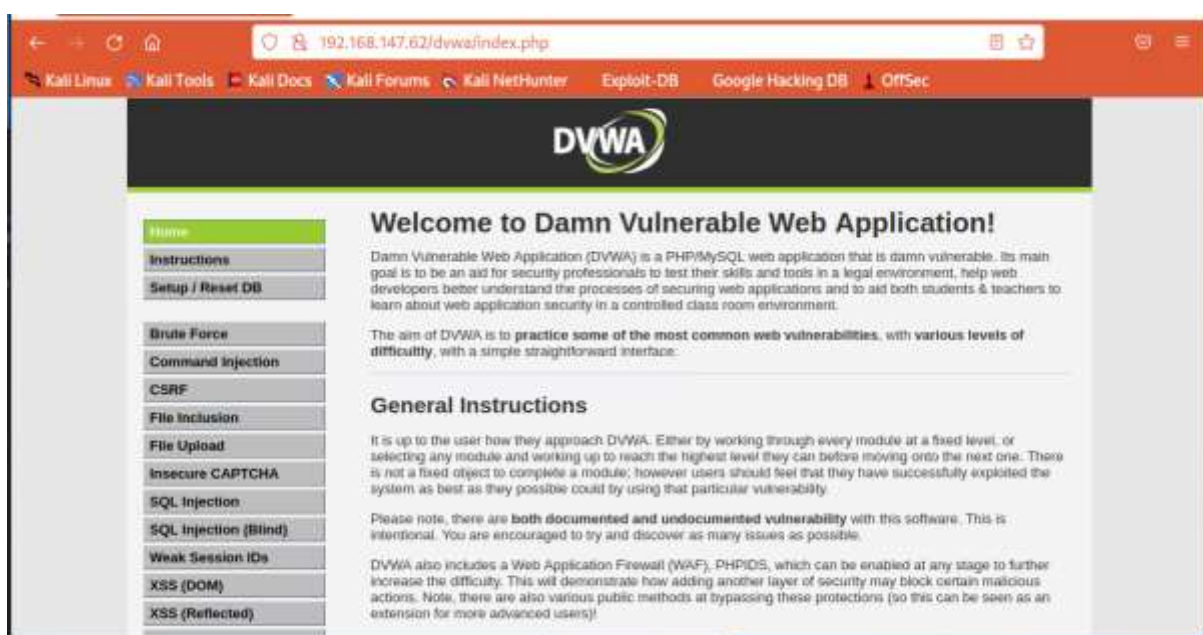 192.168.147.62/dvwa/index.php
Kali Linux Kali Tools Kali Docs Kali Forums Kali NetHunter Exploit-DB Google Hacking DB OffSec
DVWA
Home
Instructions
Setup / Reset DB
Brute Force
Command Injection
CSRF
File Inclusion
File Upload
Insecure CAPTCHA
SQL Injection
SQL Injection (Blind)
Weak Session IDs
XSS (DOM)
XSS (Reflected)
Welcome to Damn Vulnerable Web Application!
Damn Vulnerable Web Application (DVWA) is a PHP/MySQL web application that is damn vulnerable. Its main
goal is to be an aid for security professionals to test their skills and tools in a legal environment, help web
developers better understand the processes of securing web applications and to aid both students & teachers to
learn about web application security in a controlled class room environment.
The aim of DVWA is to practice some of the most common web vulnerabilities, with various levels of
difficultly, with a simple straightforward interface.
General Instructions
It is up to the user how they approach DVWA. Either by working through every module at a fixed level, or
selecting any module and working up to reach the highest level they can before moving onto the next one. There
is not a fixed object to complete a module; however users should feel that they have successfully exploited the
system as best as they possible could by using that particular vulnerability.
Please note, there are both documented and undocumented vulnerability with this software. This is
intentional. You are encouraged to try and discover as many issues as possible.
DVWA also includes a Web Application Firewall (WAF), PHPIDS, which can be enabled at any stage to further
increase the difficulty. This will demonstrate how adding another layer of security may block certain malicious
actions. Note, there are also various public methods at bypassing these protections (so this can be seen as an
extension for more advanced users)!